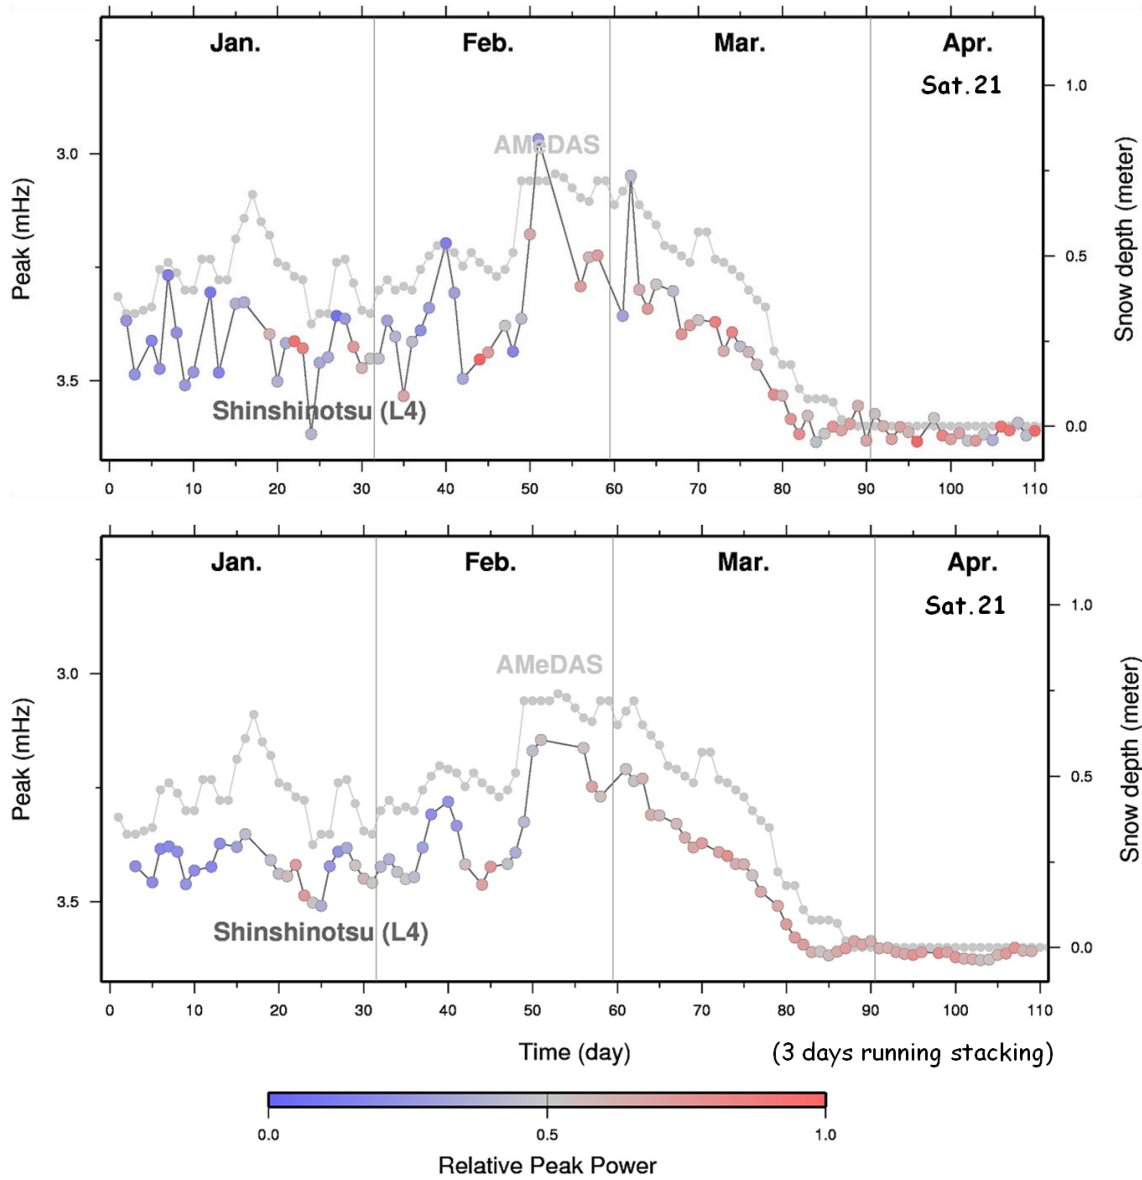 Jan. Feb. Mar. Apr.
Sat.21
1.0
AMeDAS
3.0
Peak (mHz)
Snow depth (meter)
0.5
3.5
Shinshinotsu (L4)
0.0
0 10 20 30 40 50 60 70 80 90 100 110
Jan. Feb. Mar. Apr.
Sat.21
1.0
AMeDAS
3.0
Peak (mHz)
Snow depth (meter)
0.5
3.5
Shinshinotsu (L4)
0.0
0 10 20 30 40 50 60 70 80 90 100 110
Time (day) (3 days running stacking)
0.0 0.5 1.0
Relative Peak Power